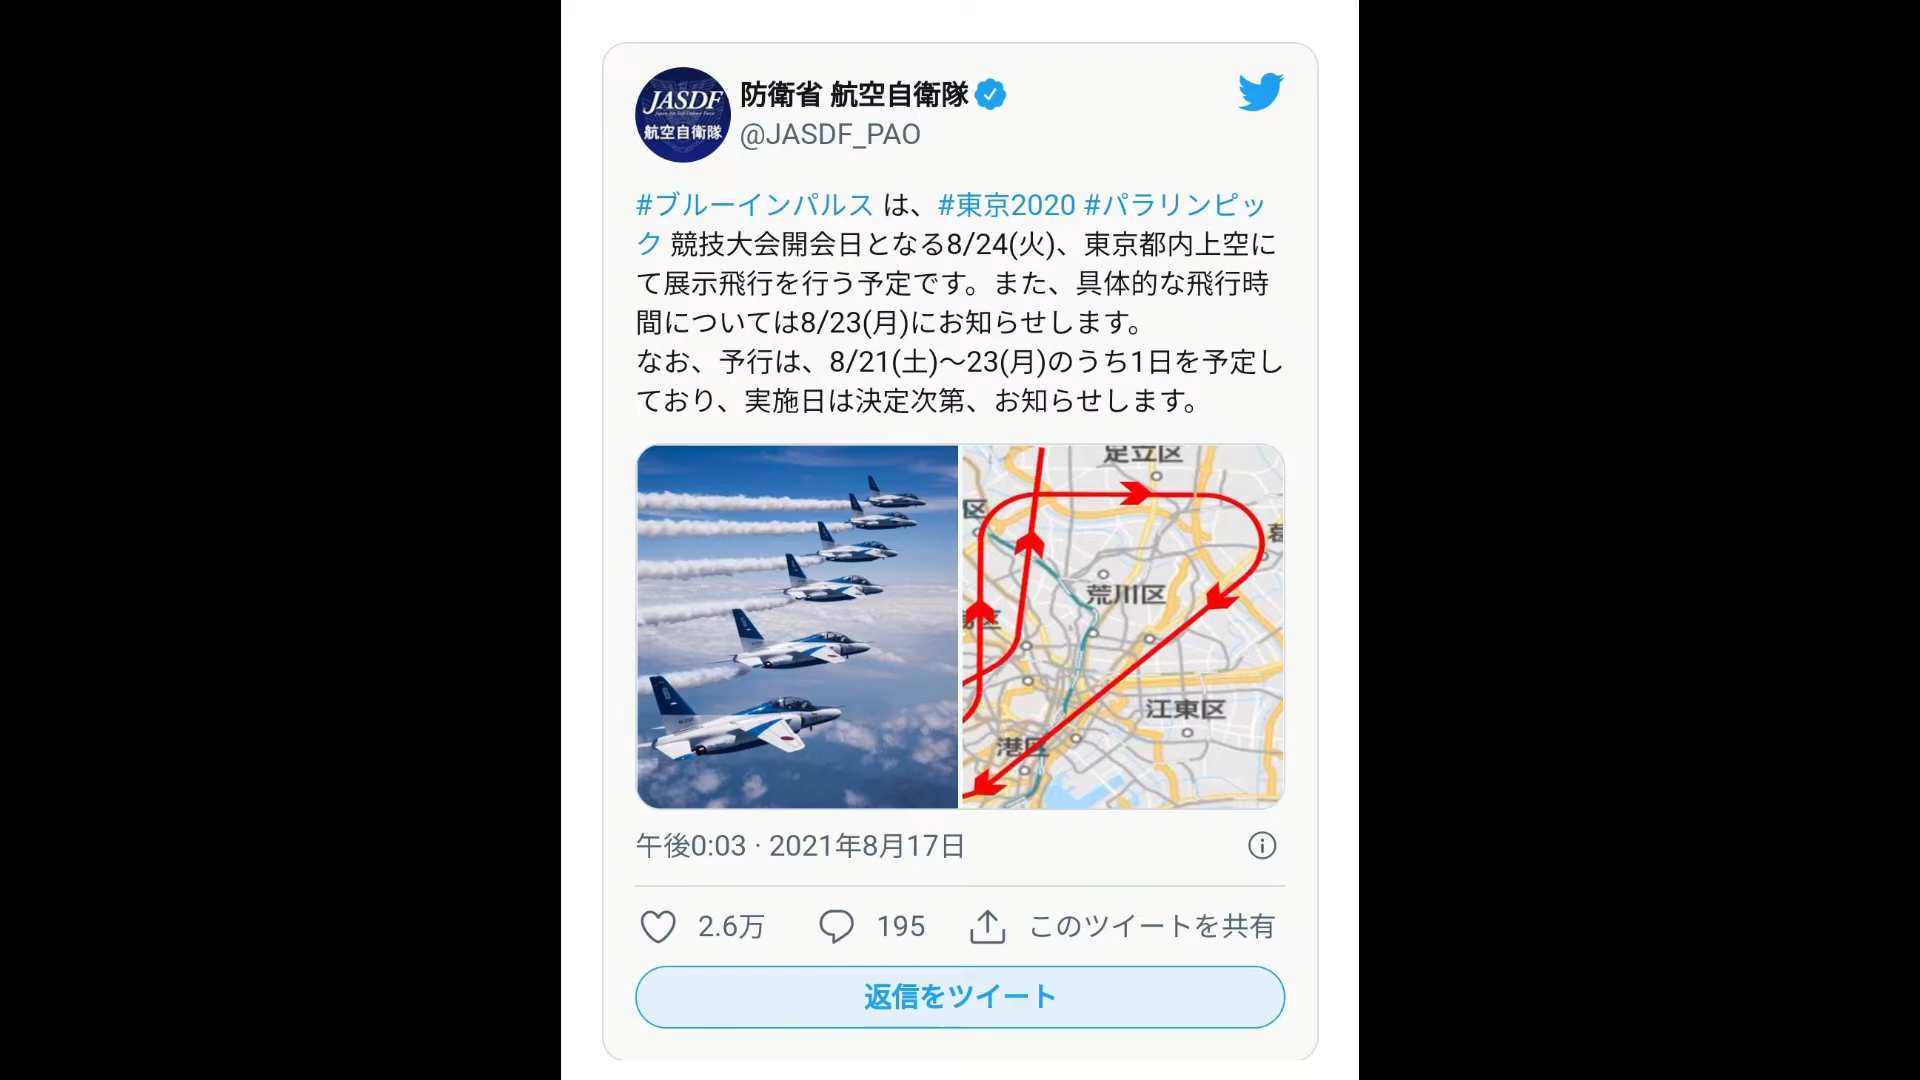 JASDF
航空自衛隊
防衛省 航空自衛隊
@JASDF_PAO
#ブルーインパルス は、#東京2020 #パラリンピッ
ク 競技大会開会日となる8/24(火)、東京都内上空に
て展示飛行を行う予定です。また、具体的な飛行時
間については8/23(月)にお知らせします。
なお、予行は、8/21(土)〜23(月)のうち1日を予定し
ており、実施日は決定次第、お知らせします。
足立区
区
葛
荒川区
区
江東区
港区
午後0:03 · 2021年8月17日
2.6万
195
このツイートを共有
返信をツイート